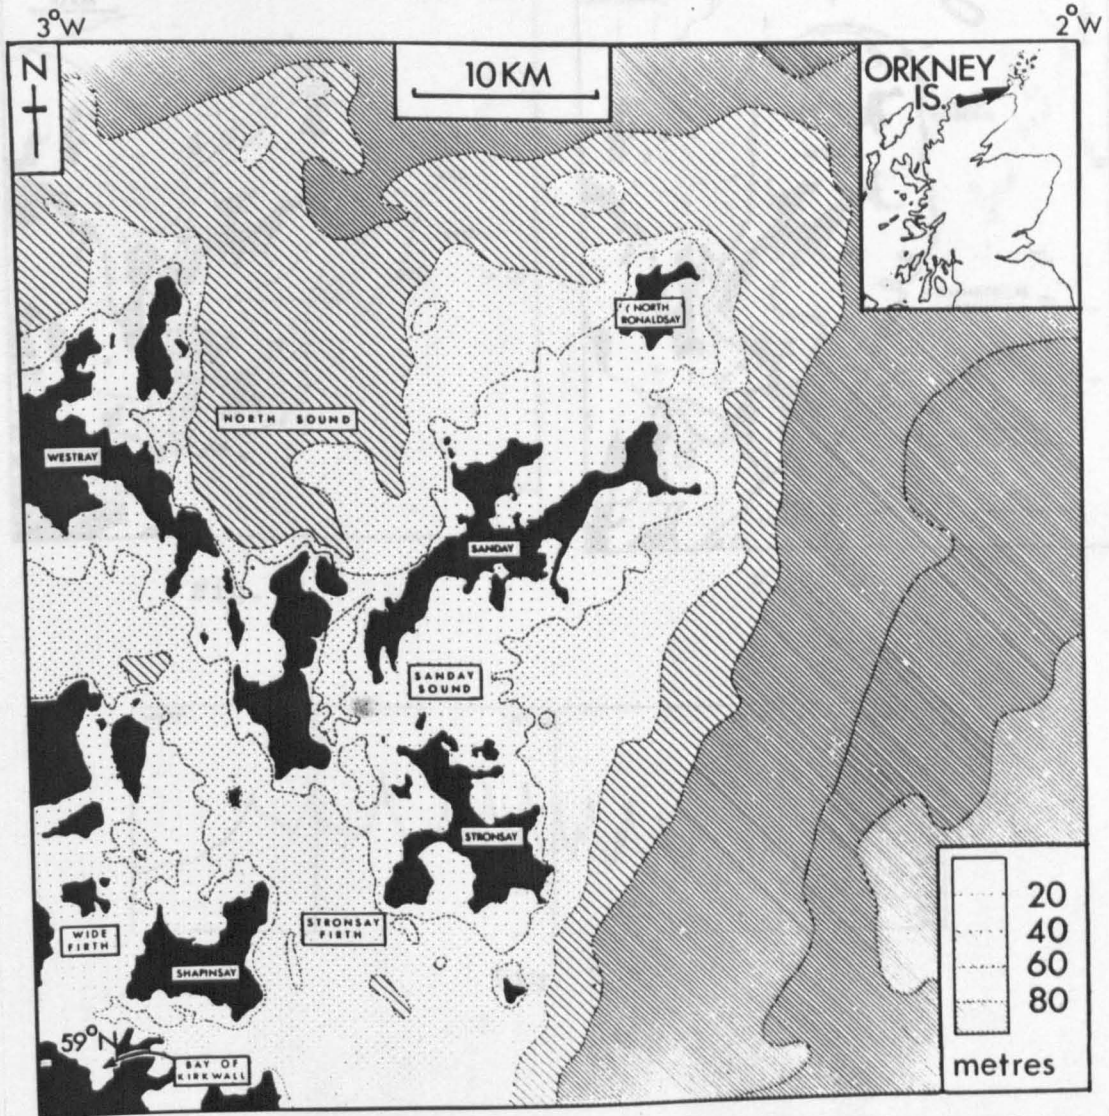 3°W
2°W
N
10KM
ORKNEY
IS.
NORTH
RONALDSAY
NORTH SOUND
WESTRAY
SANDAY
SANDAY
SOUND
STRONSAY
STRONSAY
FIRTH
WIDE
FIRTH
SHAPINSAY
59°N
BAY OF
KIRKWALL
20
40
60
80
metres